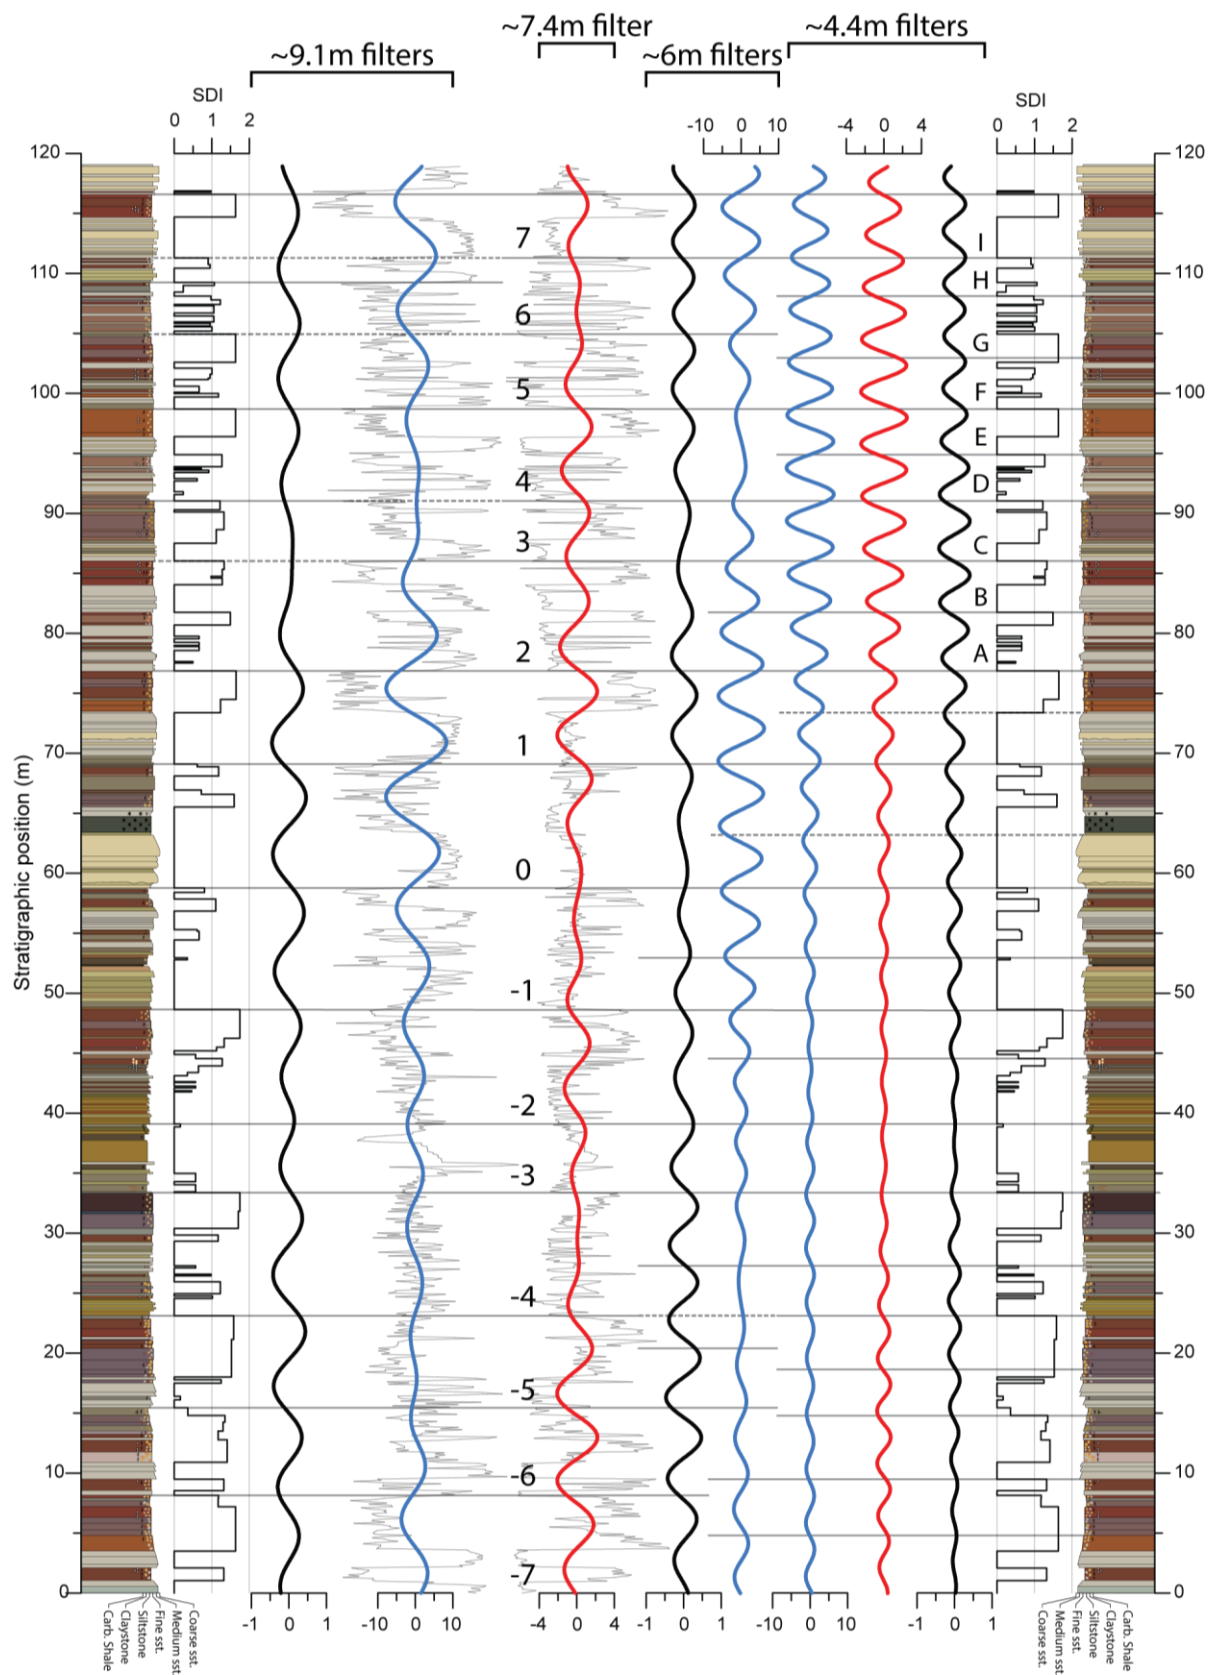 ~7.4m filter
~4.4m filters
~9.1m filters
~6m filters
SDI
SDI
0 1 2
-10 0 10
-4 0 4
0 1 2
120
120
7
I
110
H
110
6
G
5
F
100
100
E
4
D
90
90
3
C
B
80
80
2
A
1
70
70
Stratigraphic position (m)
60
0
60
-1
50
50
-2
40
40
-3
30
30
-4
20
20
-5
-6
10
10
-7
0
0
-1 0 1
-10 0 10
-4 0 4
-1 0 1
-10 0 10
-1 0 1
Carb. Shale
Claystone
Siltstone
Fine sst.
Medium sst.
Coarse sst.
Coarse sst.
Medium sst.
Fine sst.
Siltstone
Claystone
Carb. Shale